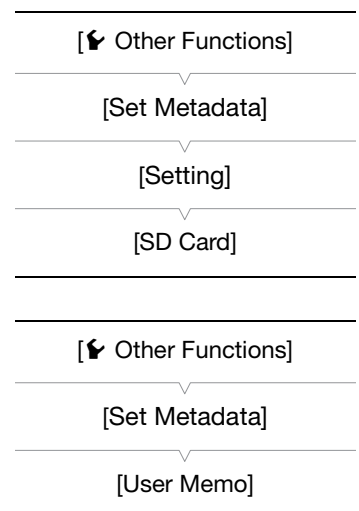 [ Other Functions]
[Set Metadata]
[Setting]
[SD Card]
[ Other Functions]
[Set Metadata]
[User Memo]